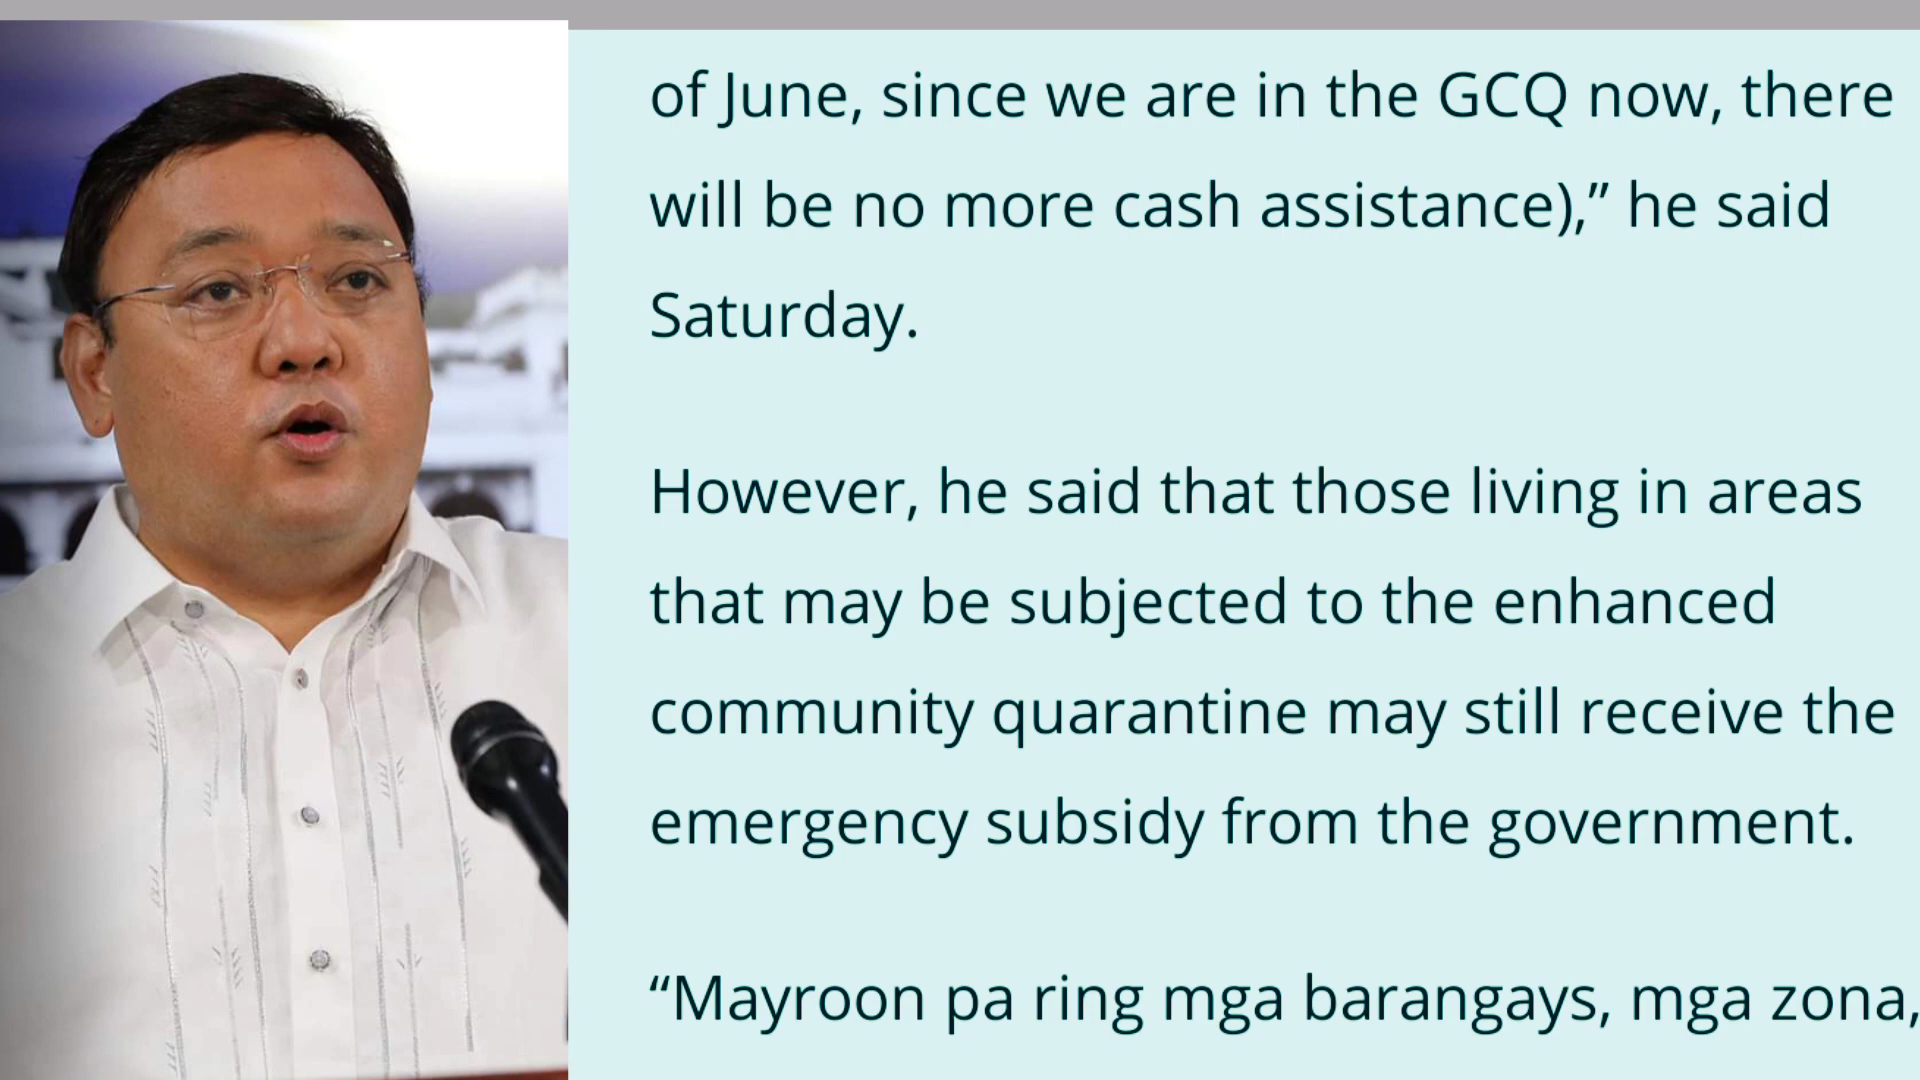 of June, since we are in the GCQ now, there
will be no more cash assistance),” he said
Saturday.
However, he said that those living in areas
that may be subjected to the enhanced
community quarantine may still receive the
emergency subsidy from the government.
“Mayroon pa ring mga barangays, mga zona,